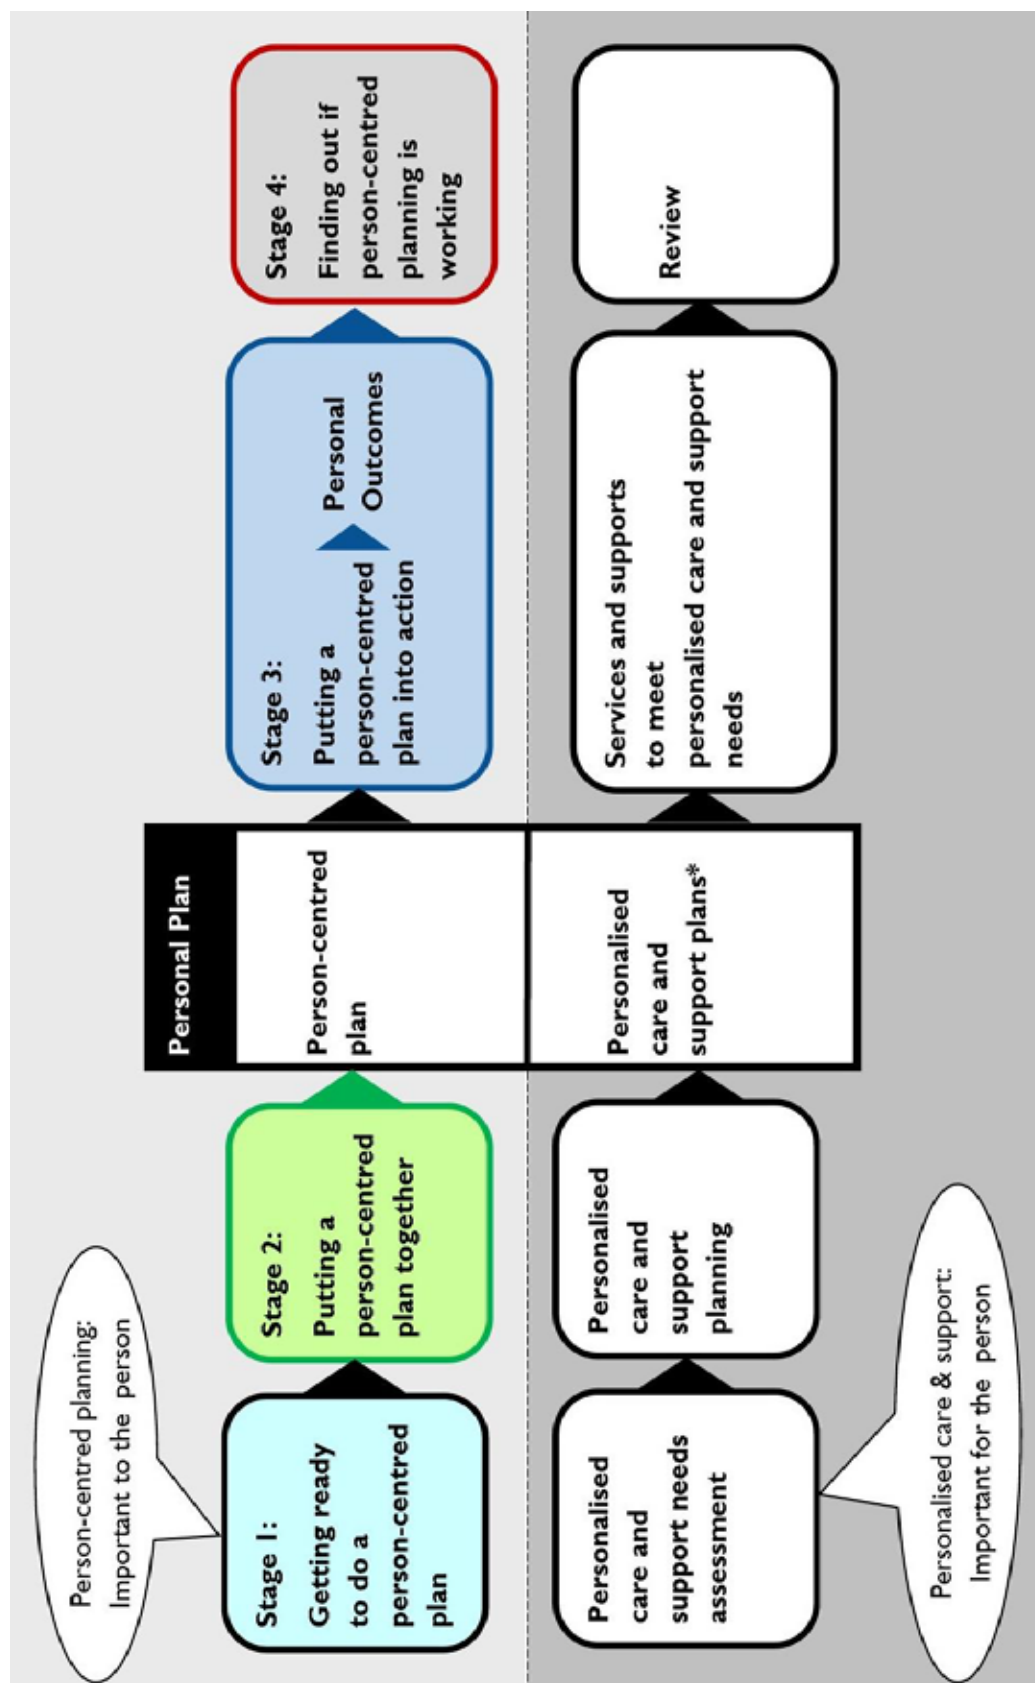 Person-centred planning:
Important to the person
Stage 1:
Getting ready
to do a
person-centred
plan
Stage 2:
Putting a
person-centred
plan together
Personal Plan
Person-centred
plan
Stage 3:
Putting a
person-centred
plan into action
Personal
Outcomes
Stage 4:
Finding out if
person-centred
planning is
working
Personalised
care and
support needs
assessment
Personalised
care and
support
planning
Personalised
care and
support plans*
Services and supports
to meet
personalised care and support
needs
Review
Personalised care & support:
Important for the person